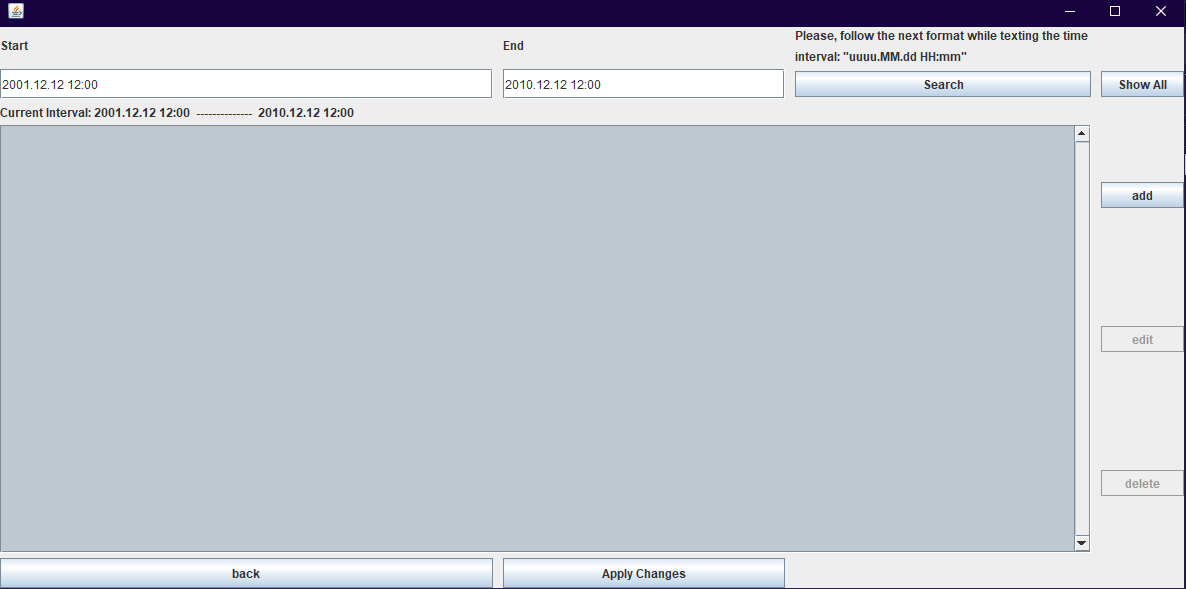 Start
End
Please, follow the next format while texting the time
interval: "uuuu.MM.dd HH:mm"
2001.12.12 12:00
2010.12.12 12:00
Search
Show All
Current Interval: 2001.12.12 12:00 -------------- 2010.12.12 12:00
add
edit
delete
back
Apply Changes